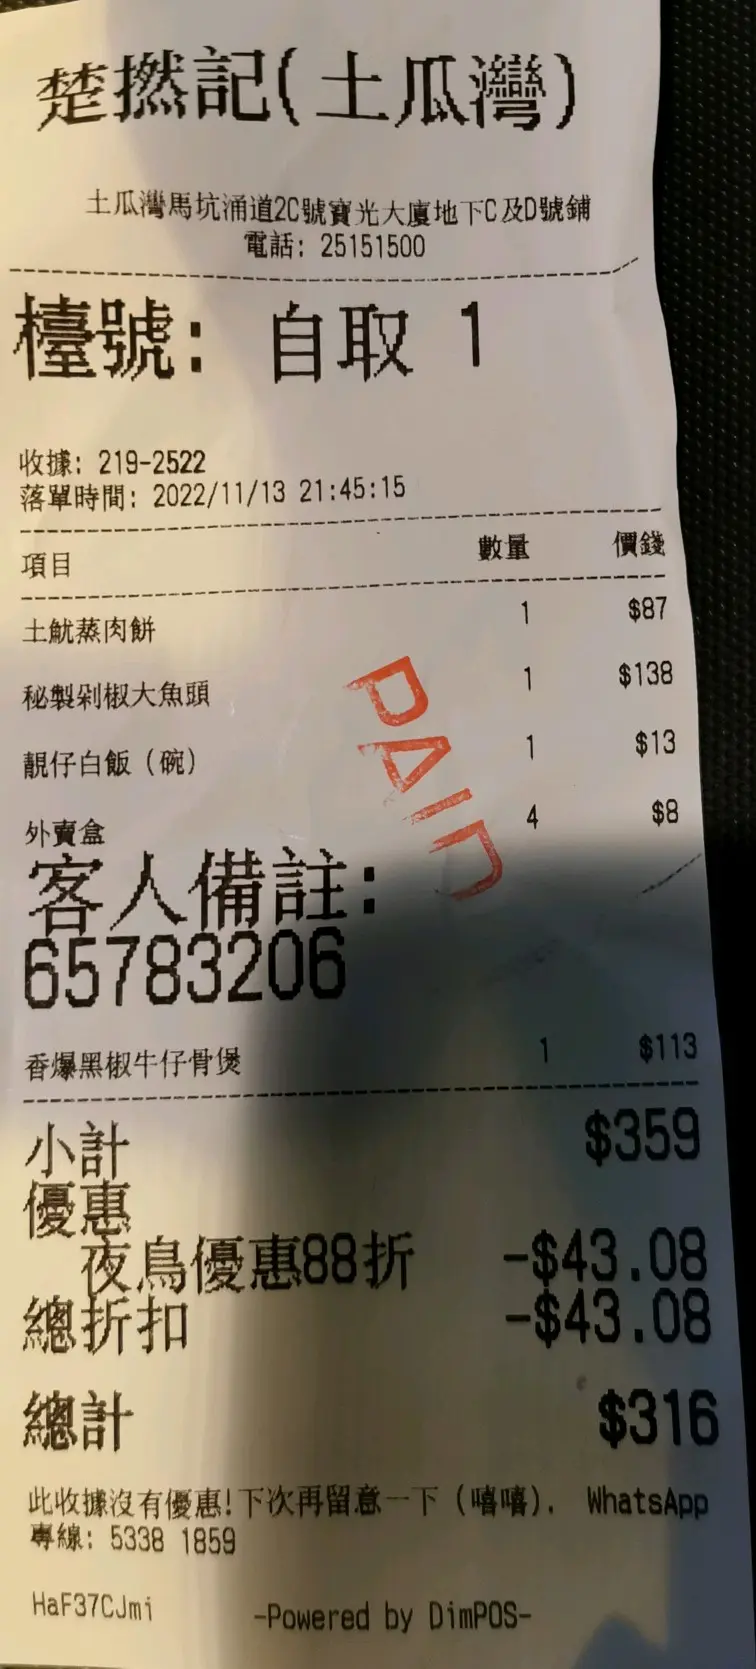 楚撚記(土瓜灣)
土瓜灣馬坑涌道2C號寶光大廈地下C及D號鋪
電話: 25151500
檯號: 自取 1
收據: 219-2522
落單時間: 2022/11/13 21:45:15
項目 數量 價錢
土魷蒸肉餅 1 $87
秘製剁椒大魚頭 1 $138
靚仔白飯 (碗) 1 $13
外賣盒 4 $8
PAID
客人備註:
65783206
香爆黑椒牛仔骨煲 1 $113
小計 $359
優惠
夜鳥優惠88折 -$43.08
總折扣 -$43.08
總計 $316
此收據沒有優惠!下次再留意一下 (嘻嘻). WhatsApp
專線: 5338 1859
HaF37CJmi -Powered by DimPOS-